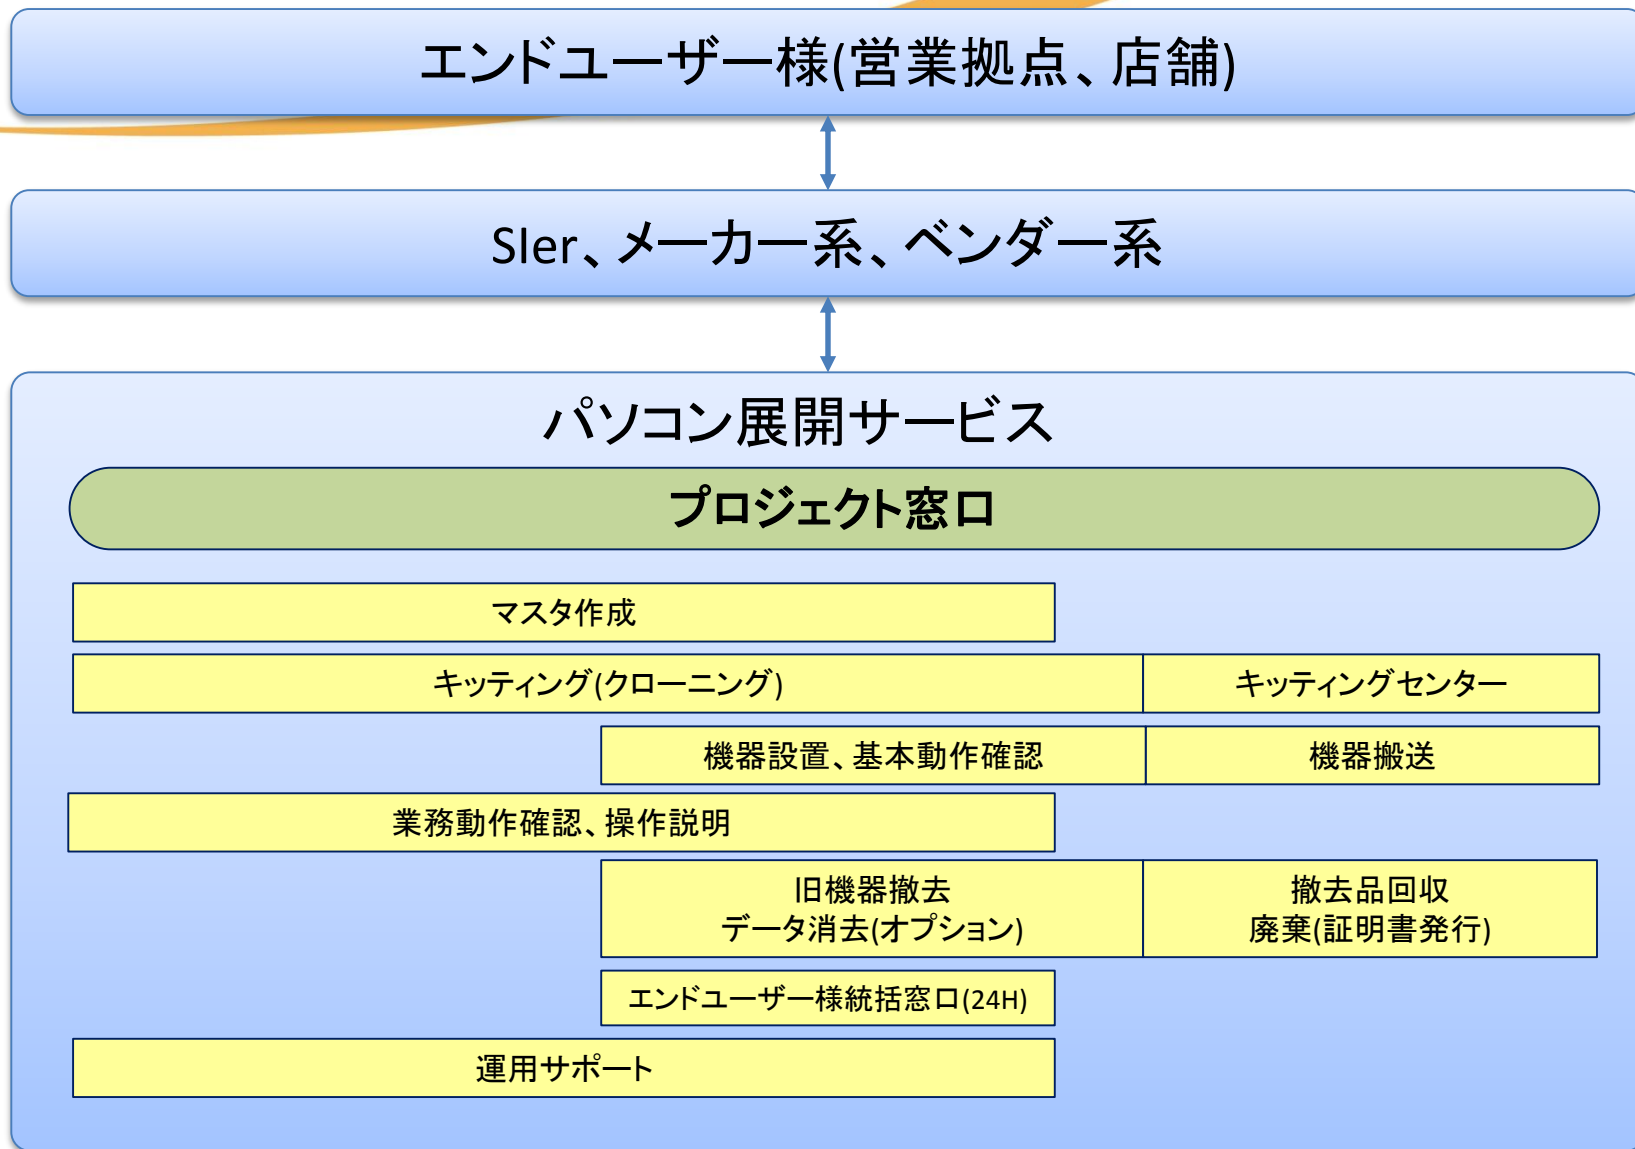 エンドユーザー様(営業拠点、店舗)
SIer、メーカー系、ベンダー系
パソコン展開サービス
プロジェクト窓口
マスタ作成
キッティング(クローニング)
キッティングセンター
機器設置、基本動作確認
機器搬送
業務動作確認、操作説明
旧機器撤去
データ消去(オプション)
撤去品回収
廃棄(証明書発行)
エンドユーザー様統括窓口(24H)
運用サポート